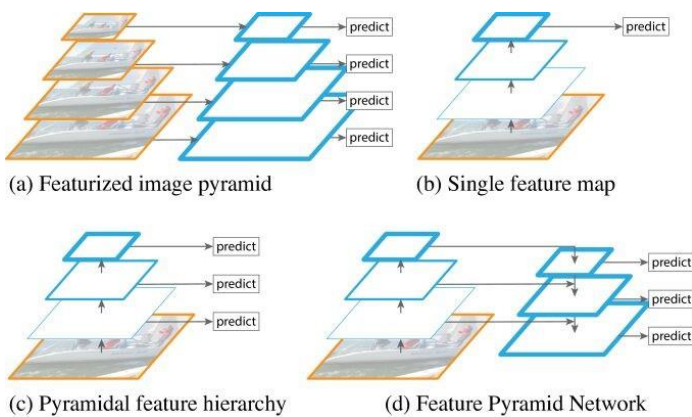 predict
predict
predict
predict
predict
(a) Featurized image pyramid
(b) Single feature map
predict
predict
predict
predict
predict
predict
(c) Pyramidal feature hierarchy
(d) Feature Pyramid Network